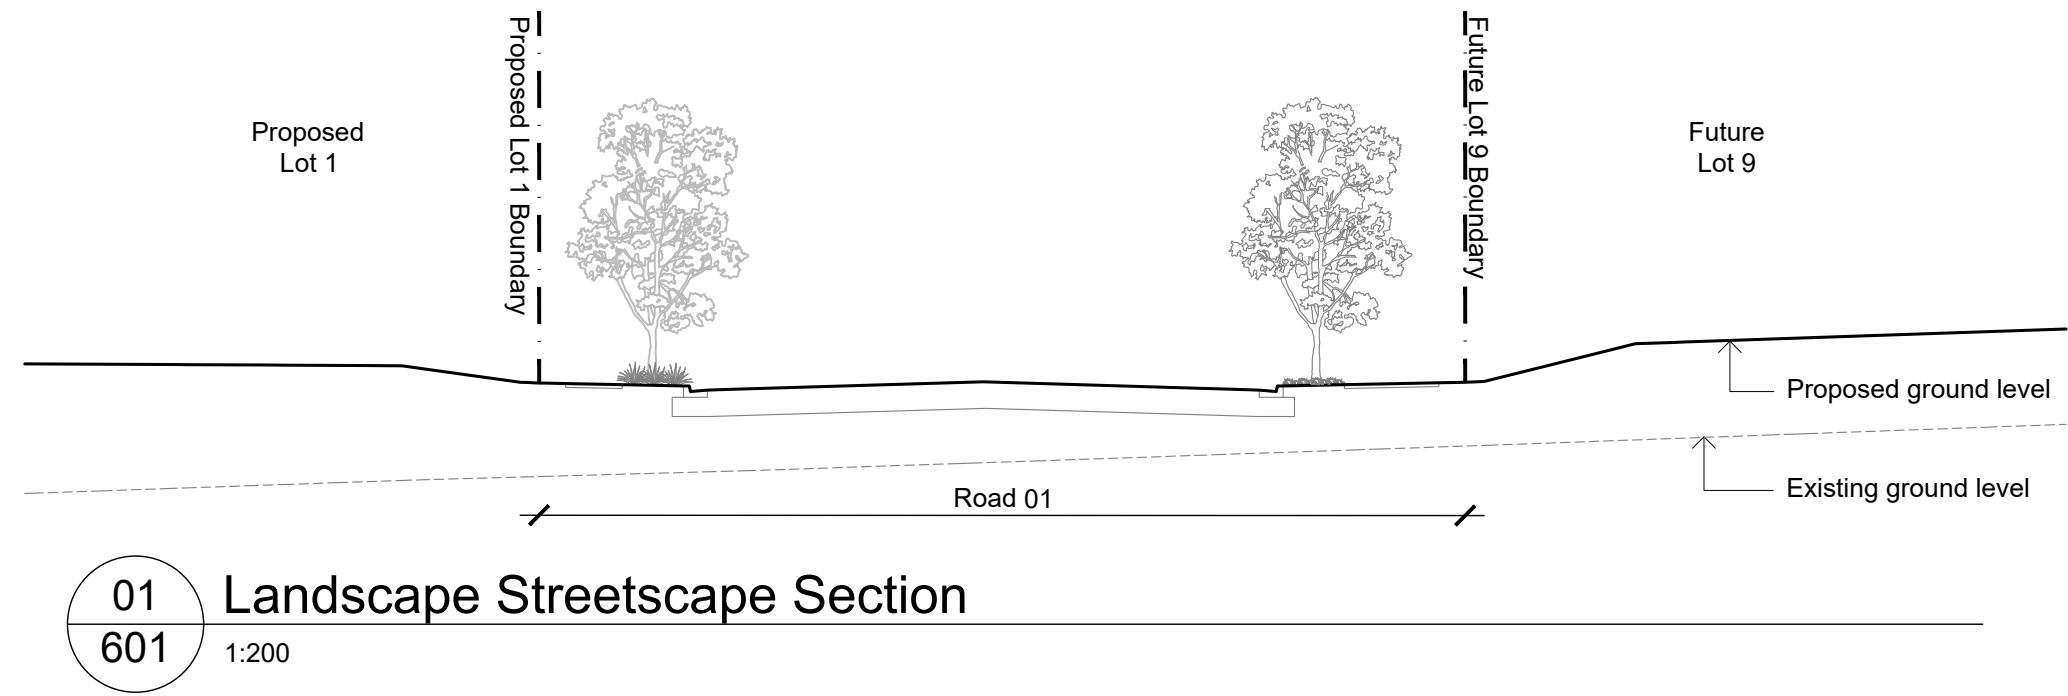 Proposed Lot 1 Boundary
Future Lot 9 Boundary
Proposed
Lot 1
Future
Lot 9
Proposed ground level
Existing ground level
Road 01
01
601
Landscape Streetscape Section
1:200